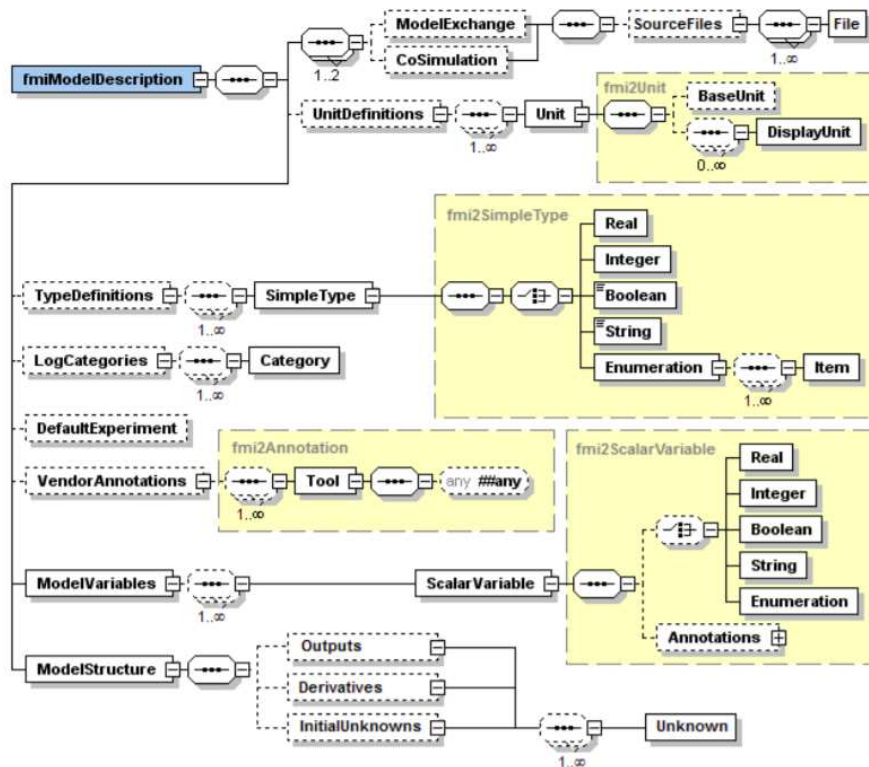 ModelExchange
SourceFiles
File
1..2
CoSimulation
1..∞
fmiModelDescription
fmi2Unit
BaseUnit
UnitDefinitions
Unit
1..∞
DisplayUnit
0..∞
fmi2SimpleType
Real
Integer
TypeDefinitions
SimpleType
Boolean
1..∞
String
LogCategories
Category
Enumeration
Item
1..∞
1..∞
DefaultExperiment
fmi2Annotation
fmi2ScalarVariable
Real
VendorAnnotations
Tool
any ##any
Integer
1..∞
Boolean
String
ModelVariables
ScalarVariable
Enumeration
1..∞
Annotations
Outputs
ModelStructure
Derivatives
InitialUnknowns
Unknown
1..∞